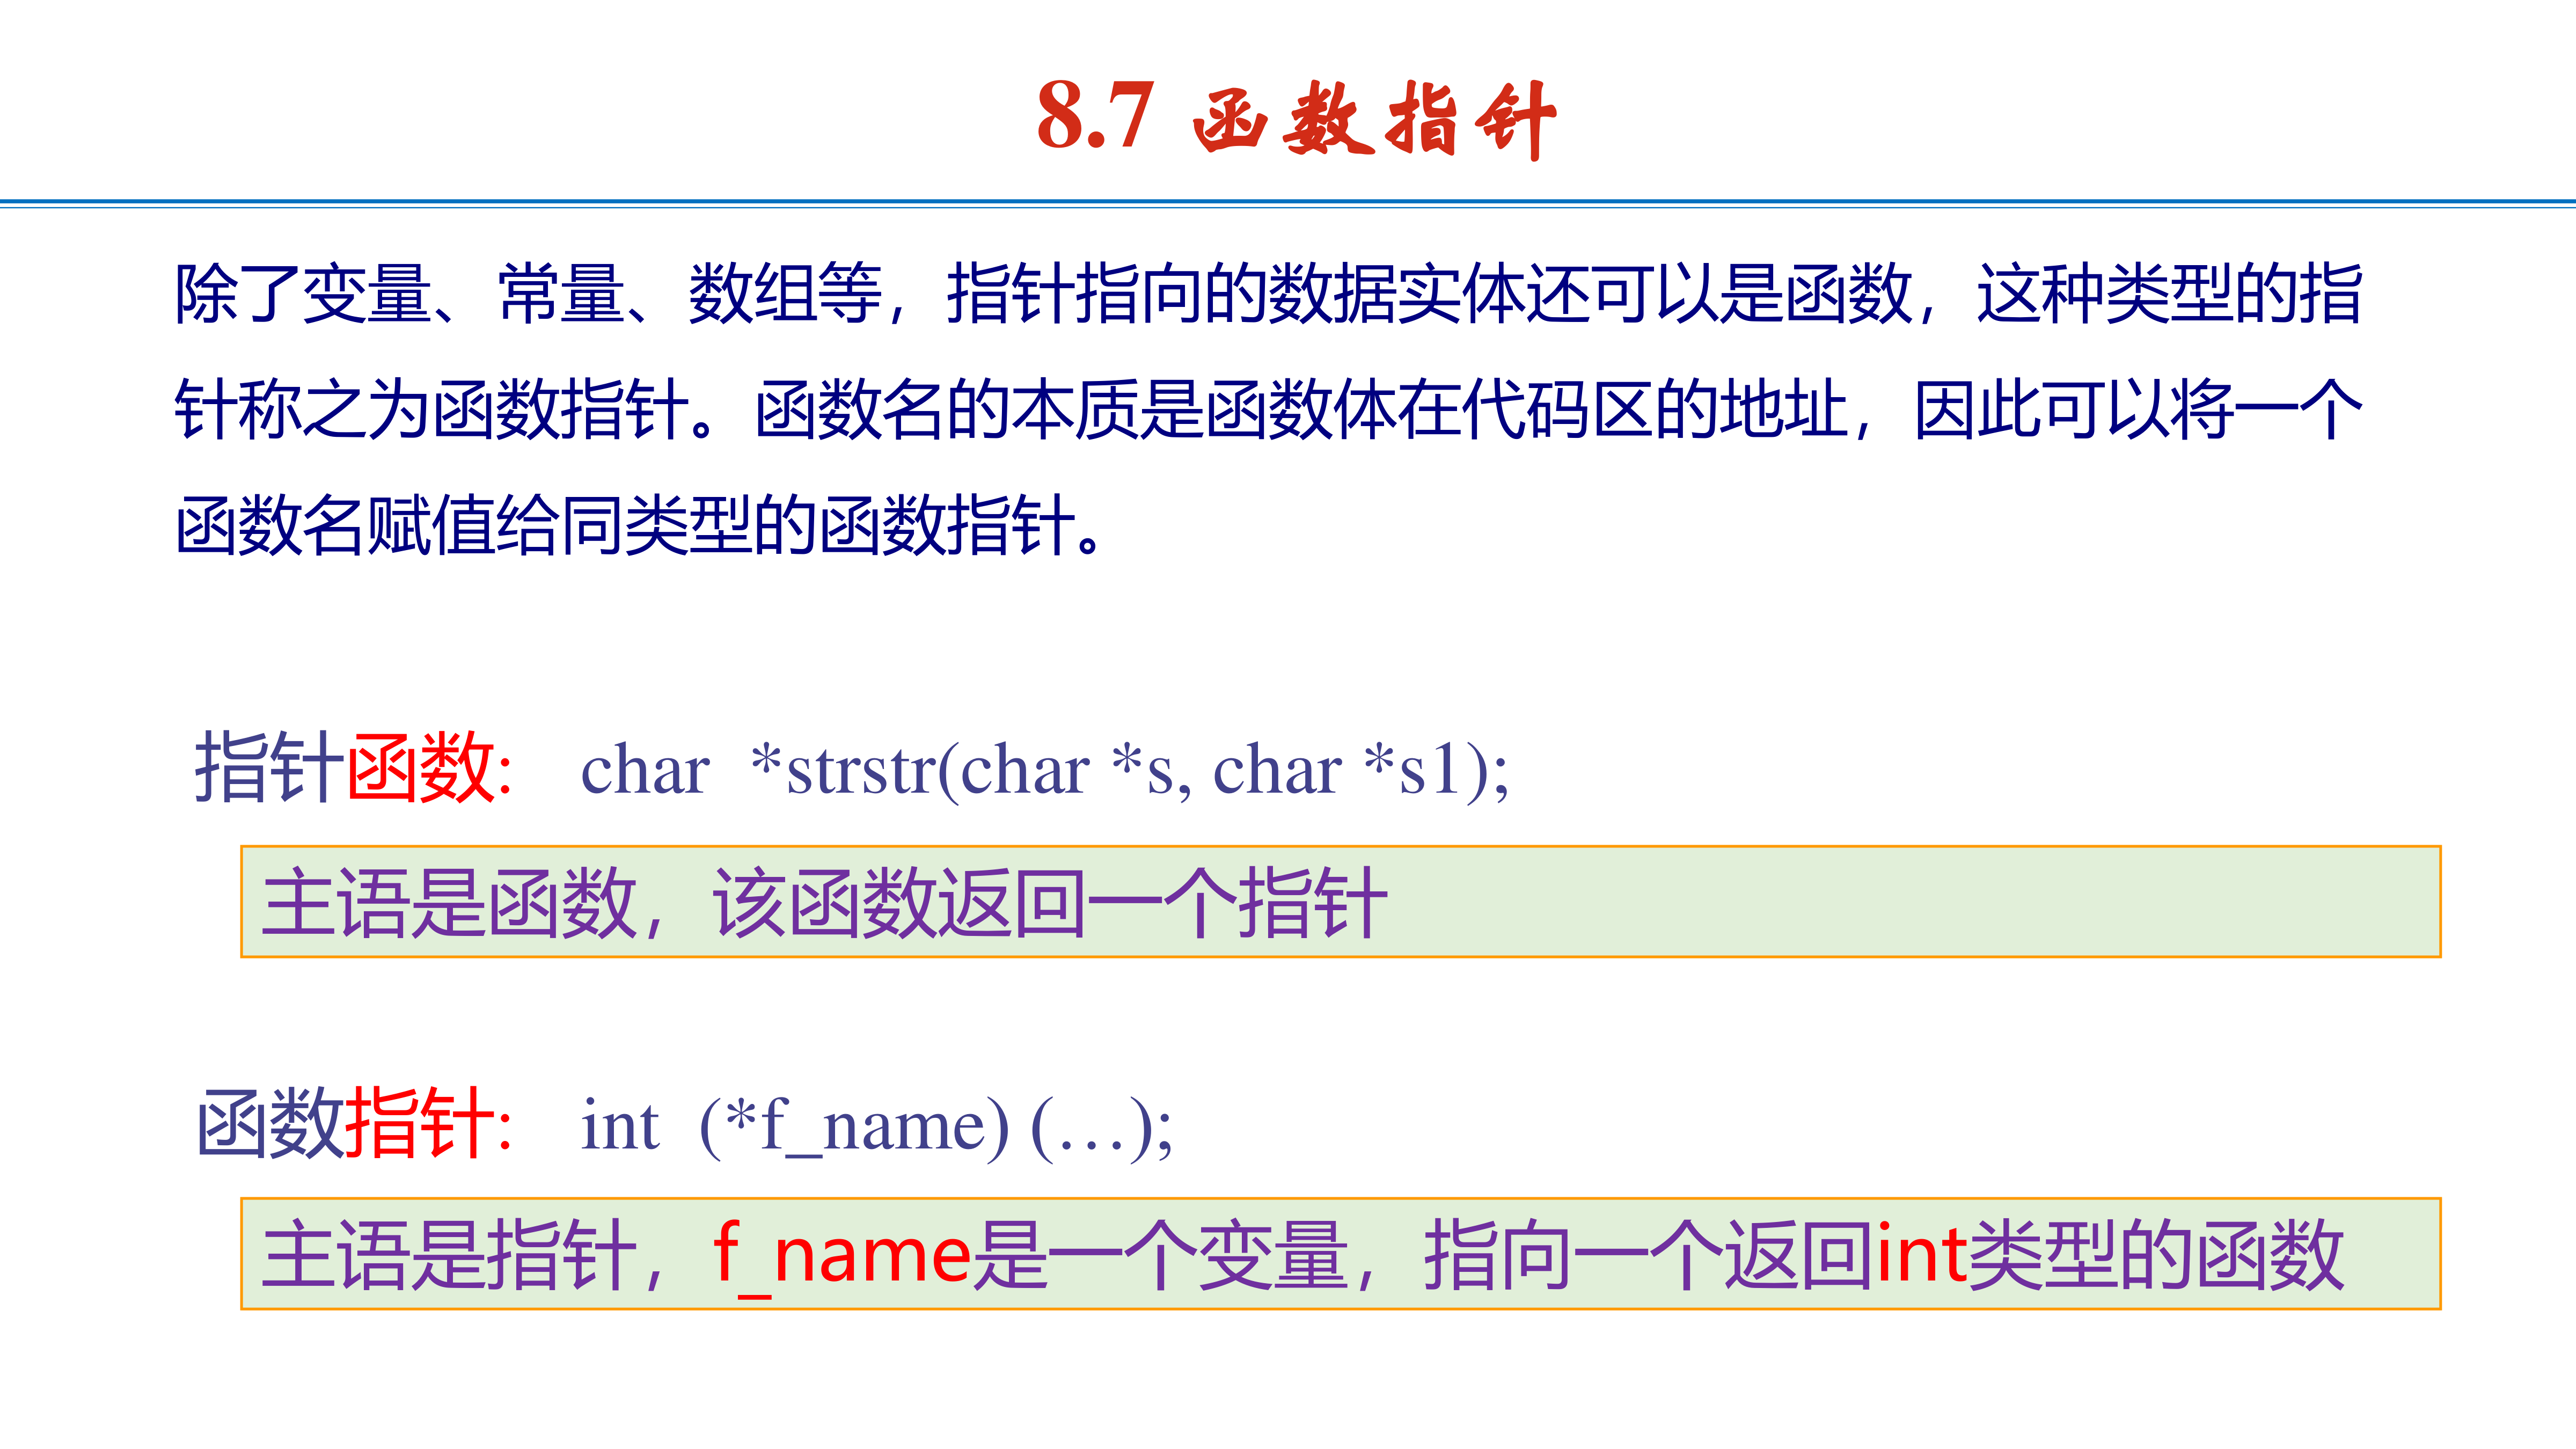 8.7 函数指针
除了变量、常量、数组等，指针指向的数据实体还可以是函数，这种类型的指
针称之为函数指针。函数名的本质是函数体在代码区的地址，因此可以将一个
函数名赋值给同类型的函数指针。
指针函数: char *strstr(char *s, char *s1);
主语是函数，该函数返回一个指针
函数指针: int (*f_name) (…);
主语是指针，f_name是一个变量，指向一个返回int类型的函数